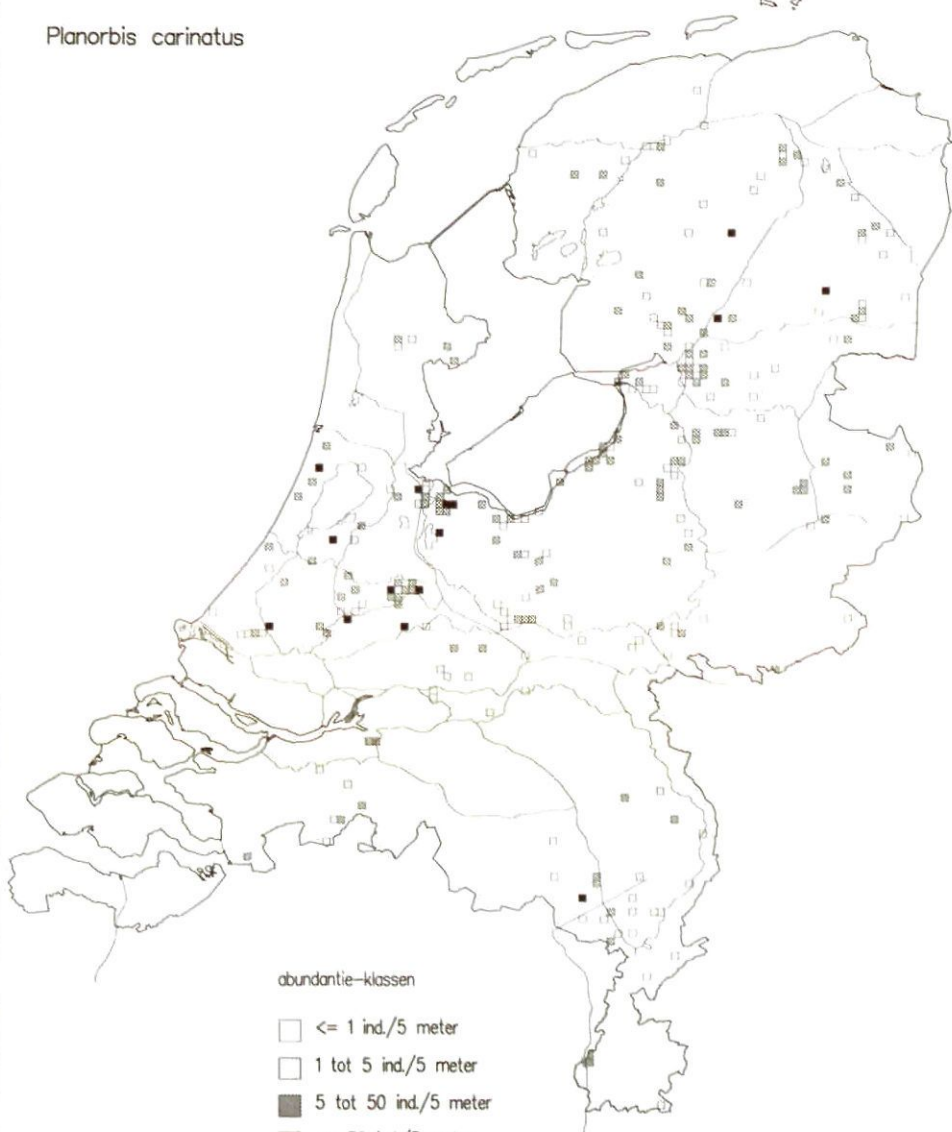 Planorbis carinatus
abundantie-klassen
<= 1 ind./5 meter
1 tot 5 ind./5 meter
5 tot 50 ind./5 meter